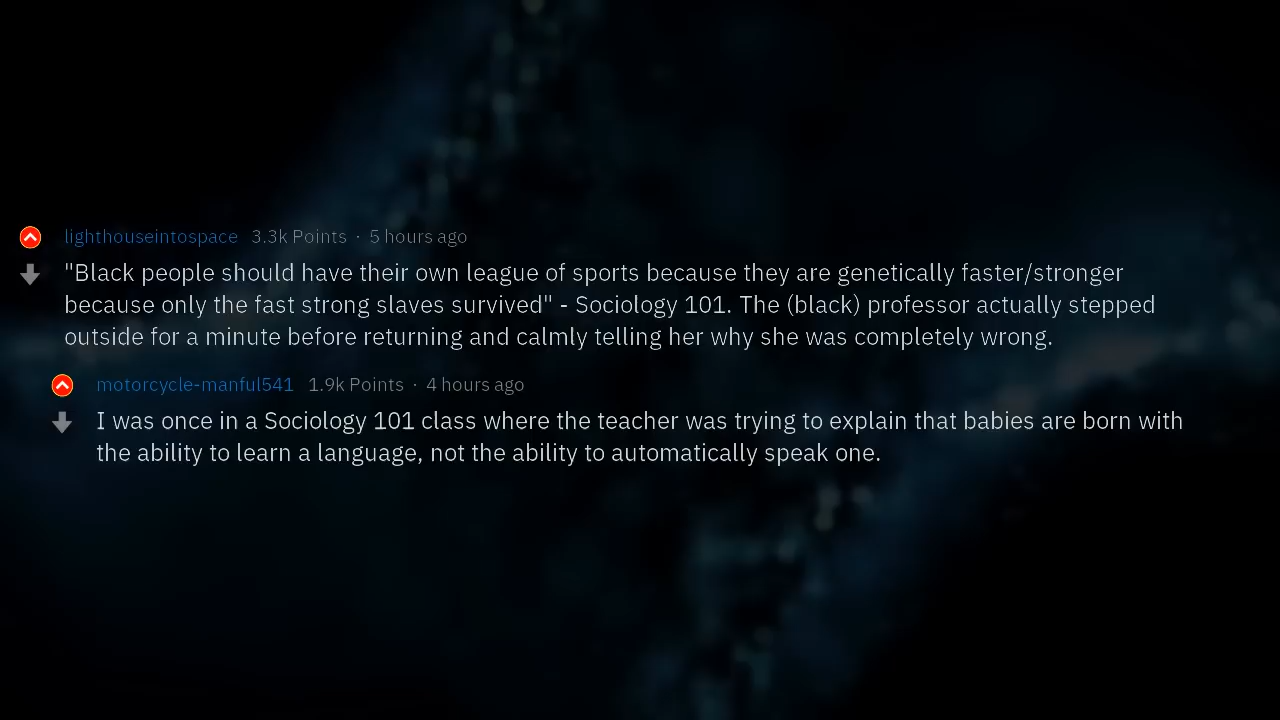 lighthouseintospace 3.3k Points · 5 hours ago
"Black people should have their own league of sports because they are genetically faster/stronger
because only the fast strong slaves survived" - Sociology 101. The (black) professor actually stepped
outside for a minute before returning and calmly telling her why she was completely wrong.
motorcycle-manful541 1.9k Points · 4 hours ago
I was once in a Sociology 101 class where the teacher was trying to explain that babies are born with
the ability to learn a language, not the ability to automatically speak one.